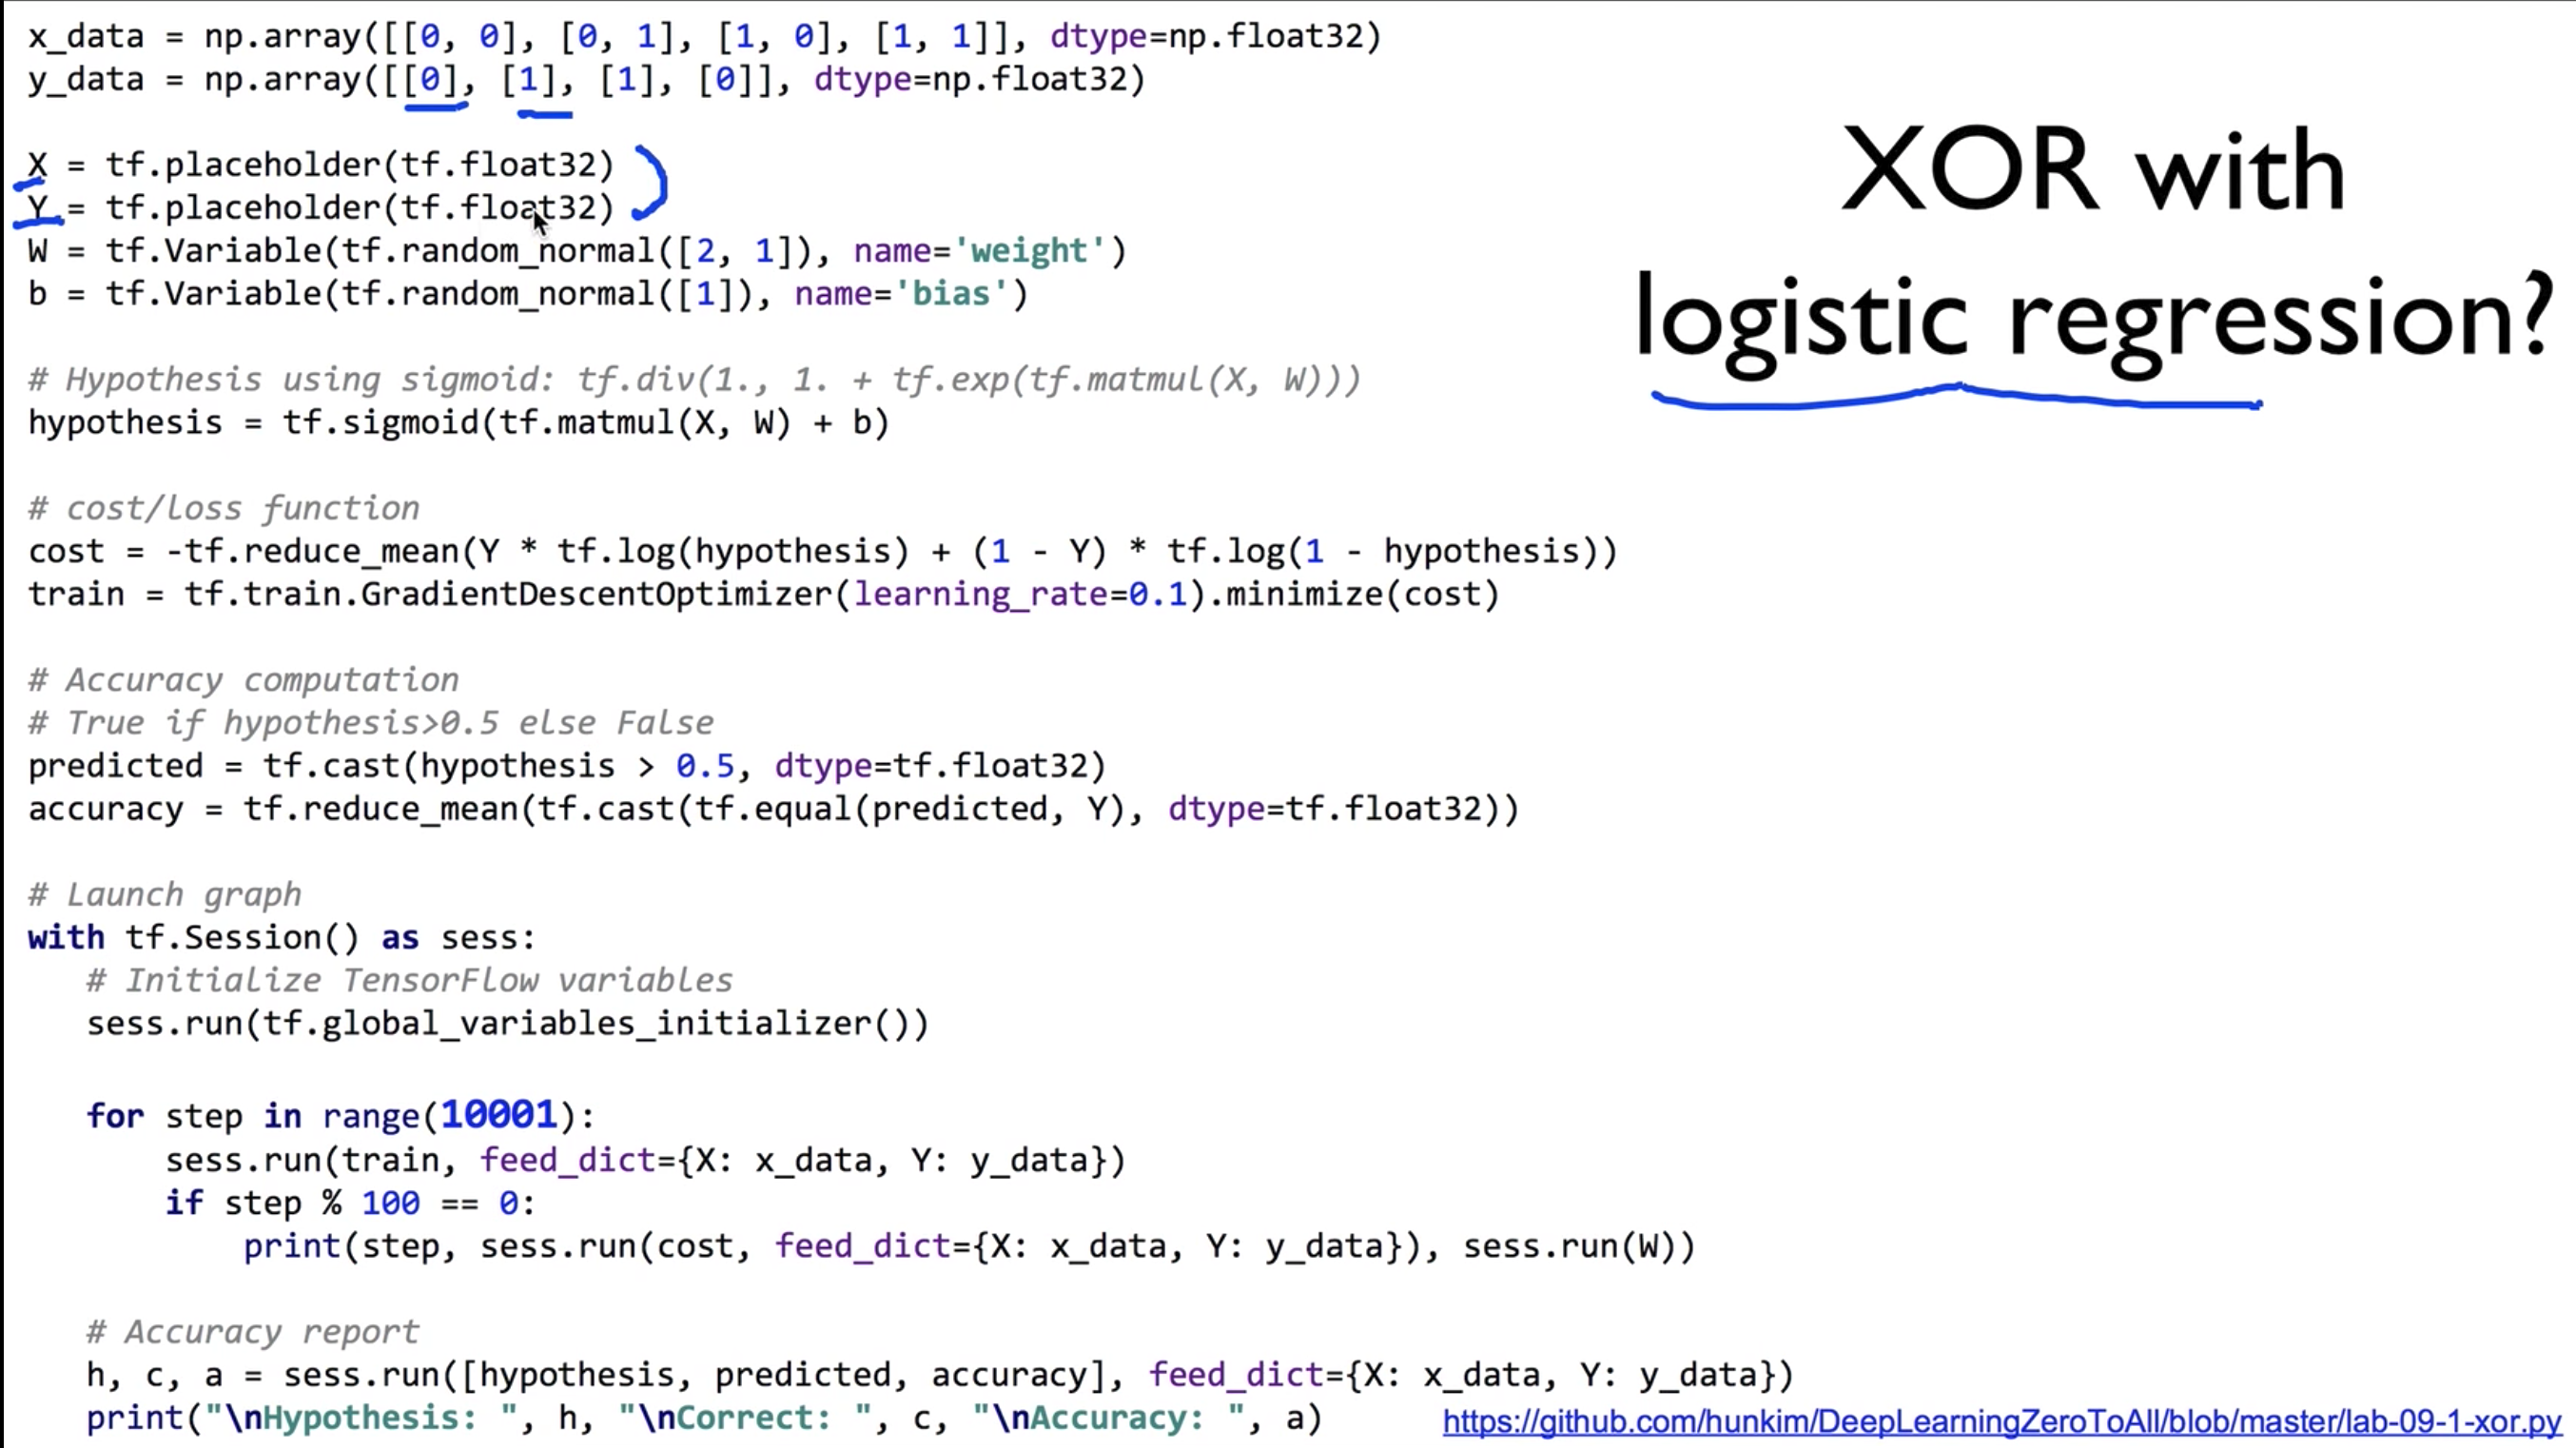 x_data = np.array([[0, 0], [0, 1], [1, 0], [1, 1]], dtype=np.float32)
y_data = np.array([[0], [1], [1], [0]], dtype=np.float32)
XOR with
logistic regression?
X = tf.placeholder(tf.float32)
Y = tf.placeholder(tf.float32)
W = tf.Variable(tf.random_normal([2, 1]), name='weight')
b = tf.Variable(tf.random_normal([1]), name='bias')
# Hypothesis using sigmoid: tf.div(1., 1. + tf.exp(tf.matmul(X, W)))
hypothesis = tf.sigmoid(tf.matmul(X, W) + b)
# cost/loss function
cost = -tf.reduce_mean(Y * tf.log(hypothesis) + (1 - Y) * tf.log(1 - hypothesis))
train = tf.train.GradientDescentOptimizer(learning_rate=0.1).minimize(cost)
# Accuracy computation
# True if hypothesis>0.5 else False
predicted = tf.cast(hypothesis > 0.5, dtype=tf.float32)
accuracy = tf.reduce_mean(tf.cast(tf.equal(predicted, Y), dtype=tf.float32))
# Launch graph
with tf.Session() as sess:
# Initialize TensorFlow variables
sess.run(tf.global_variables_initializer())
for step in range(10001):
sess.run(train, feed_dict={X: x_data, Y: y_data})
if step % 100 == 0:
print(step, sess.run(cost, feed_dict={X: x_data, Y: y_data}), sess.run(W))
# Accuracy report
h, c, a = sess.run([hypothesis, predicted, accuracy], feed_dict={X: x_data, Y: y_data})
print("\nHypothesis: ", h, "\nCorrect: ", c, "\nAccuracy: ", a)
https://github.com/hunkim/DeepLearningZeroToAll/blob/master/lab-09-1-xor.py